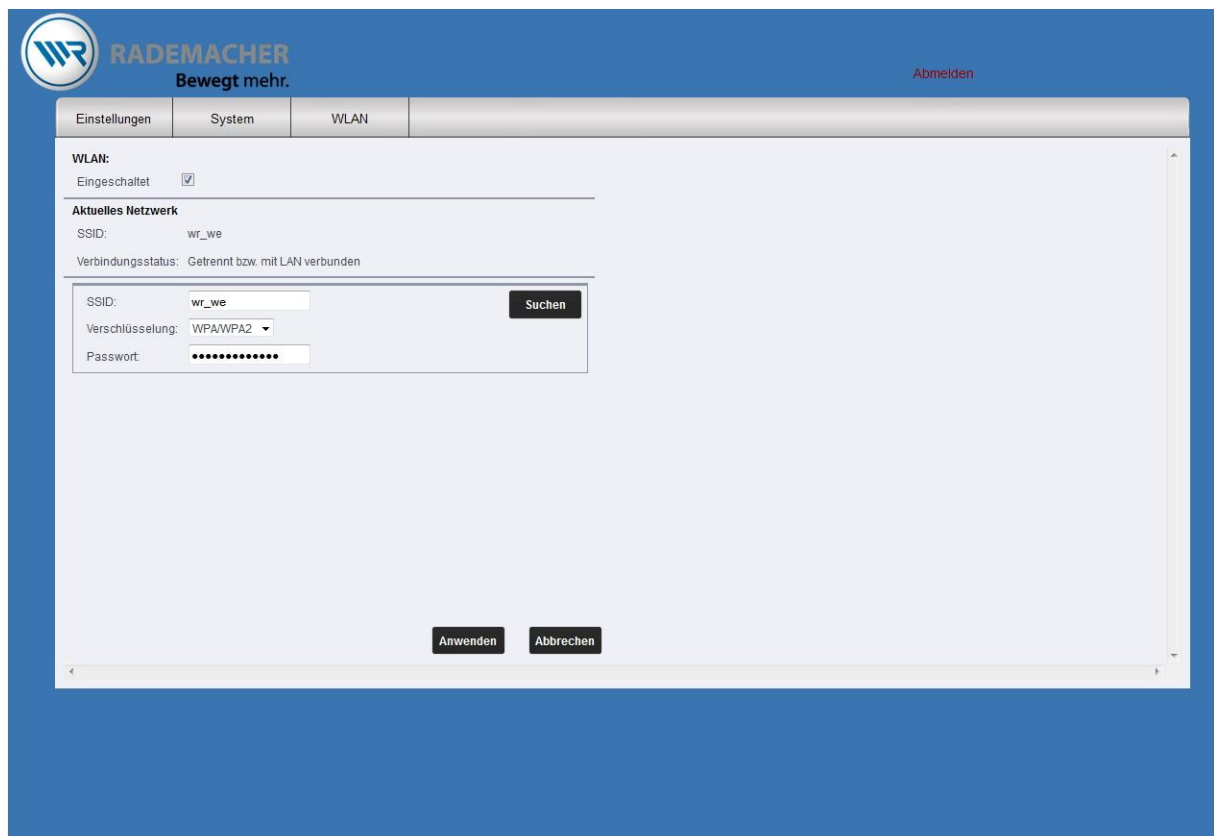 WR RADEMACHER
Bewegt mehr.
Abmelden
Einstellungen System WLAN
WLAN:
Eingeschaltet
Aktuelles Netzwerk
SSID: wr_we
Verbindungsstatus: Getrennt bzw. mit LAN verbunden
SSID: wr_we Suchen
Verschlüsselung: WPA/WPA2
Passwort: •••••••••••••
Anwenden Abbrechen